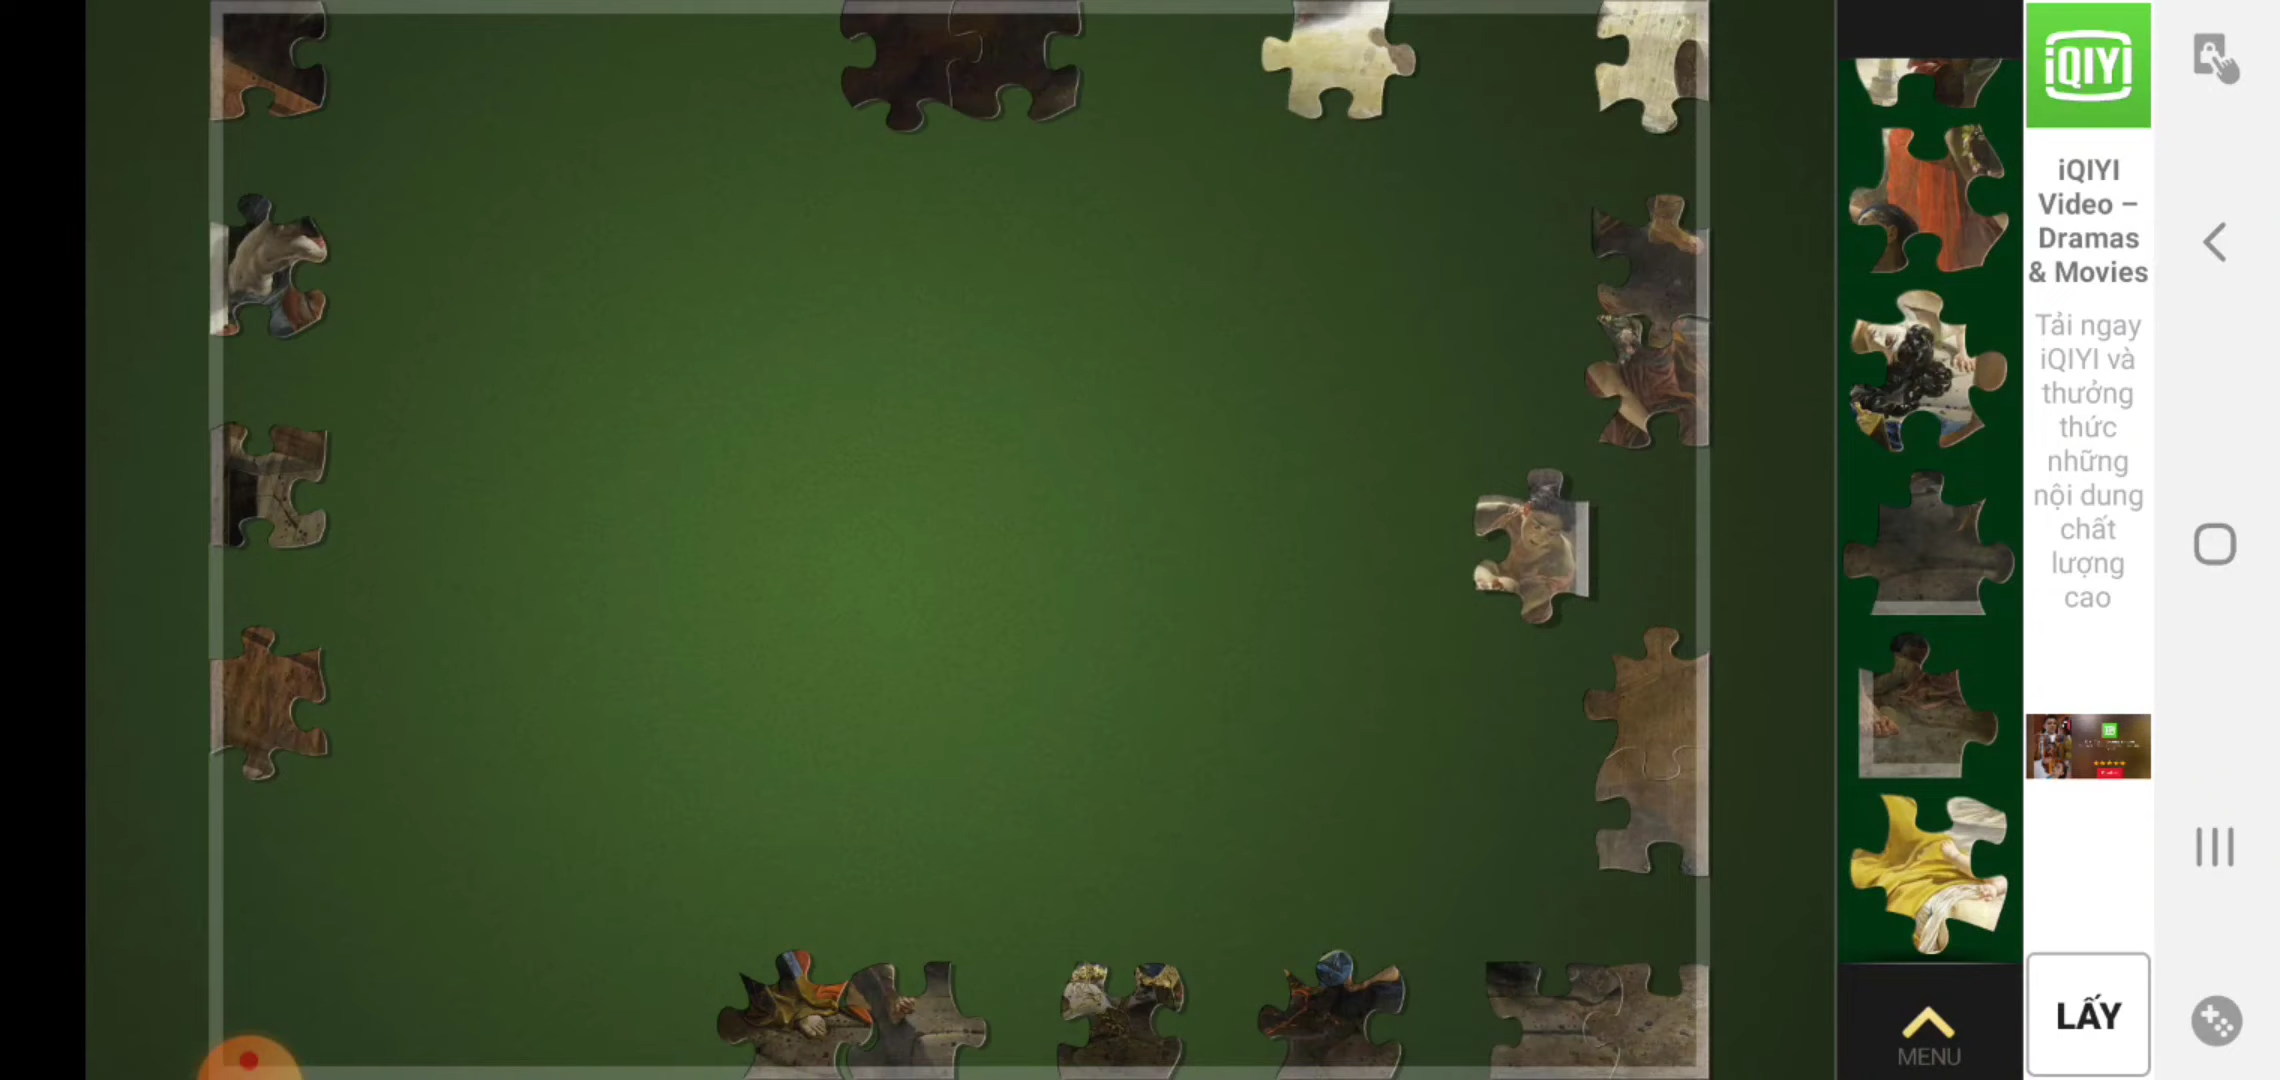 iQIYI
iQIYI
Video –
Dramas
& Movies
Tải ngay
iQIYI và
thưởng
thức
những
nội dung
chất
lượng
cao
LẤY
MENU